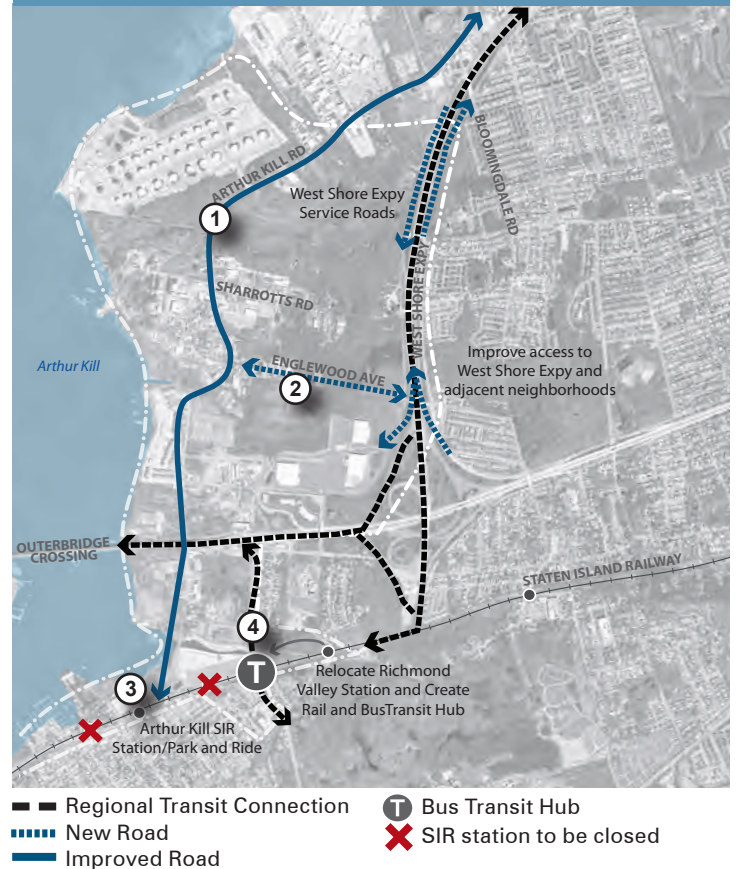 ARTHUR KILL RD
1
West Shore Expy
Service Roads
BLOOMINGDALE RD
WEST SHORE EXPY
SHARROTTS RD
Arthur Kill
ENGLEWOOD AVE
2
Improve access to
West Shore Expy and
adjacent neighborhoods
OUTERBRIDGE
CROSSING
STATEN ISLAND RAILWAY
4
T
Relocate Richmond
Valley Station and Create
Rail and BusTransit Hub
3
Arthur Kill SIR
Station/Park and Ride
Regional Transit Connection
New Road
Improved Road
T Bus Transit Hub
SIR station to be closed